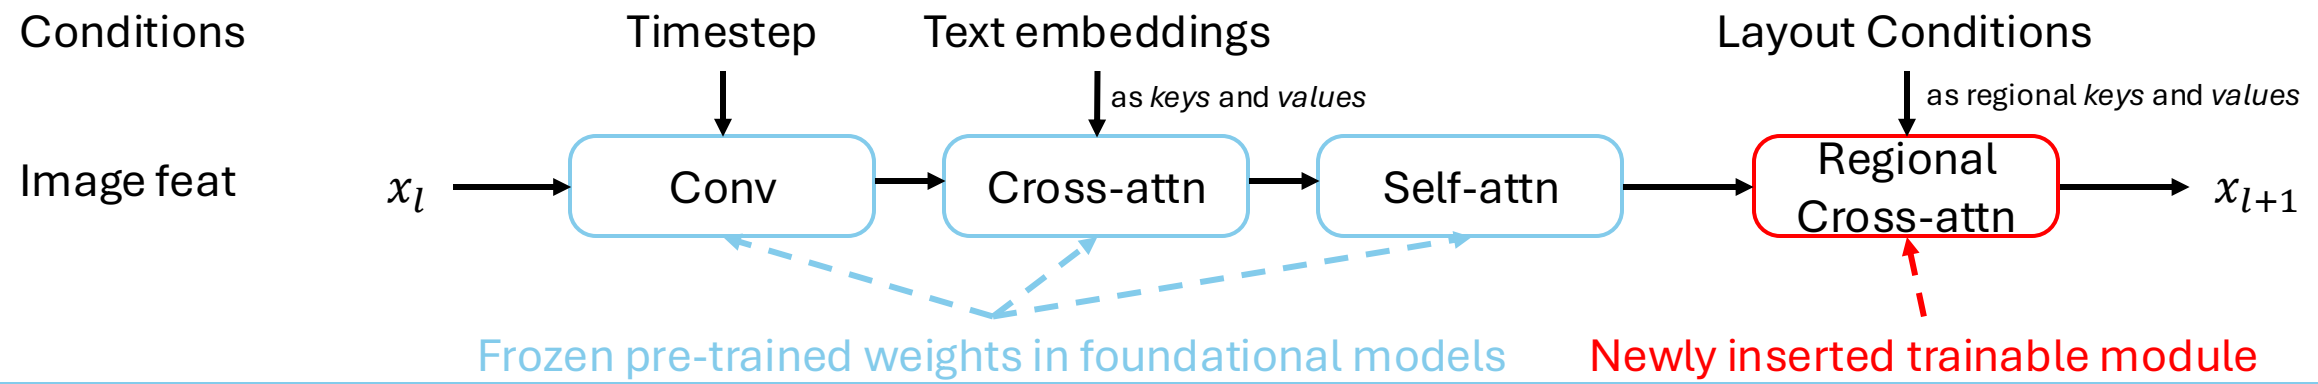 Conditions
Timestep
Text embeddings
Layout Conditions
as keys and values
as regional keys and values
Image feat
x_l
Conv
Cross-attn
Self-attn
Regional
Cross-attn
x_{l+1}
Frozen pre-trained weights in foundational models
Newly inserted trainable module